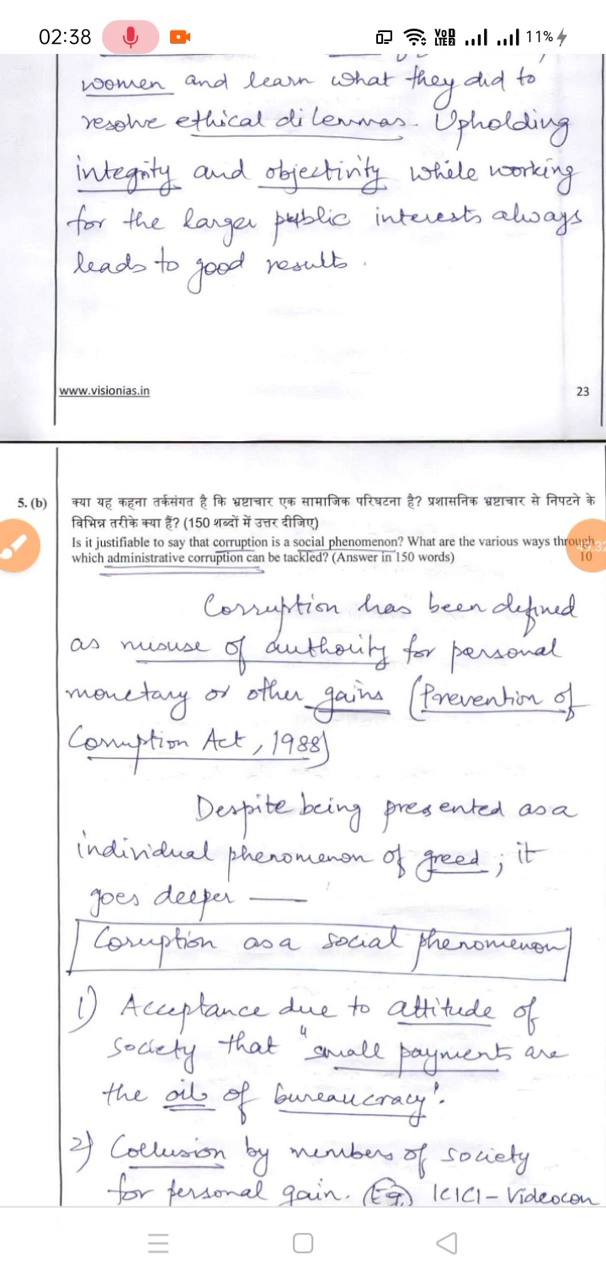 02:38
VoD LTE2
11%
women and learn what they did to
resolve ethical dilemmas. Upholding
integrity and objectivity while working
for the larger public interests always
leads to good results.
www.visionias.in
23
5. (b) क्या यह कहना तर्कसंगत है कि भ्रष्टाचार एक सामाजिक परिघटना है? प्रशासनिक भ्रष्टाचार से निपटने के
विभिन्न तरीके क्या हैं? (150 शब्दों में उत्तर दीजिए)
Is it justifiable to say that corruption is a social phenomenon? What are the various ways through
which administrative corruption can be tackled? (Answer in 150 words) 10
Corruption has been defined
as misuse of authority for personal
monetary or other gains (Prevention of
Corruption Act, 1988)
Despite being presented as a
individual phenomenon of greed; it
goes deeper —
Corruption as a social phenomenon
1) Acceptance due to attitude of
society that "small payments are
the oils of bureaucracy".
2) Collusion by members of society
for personal gain. (Eg) ICICI - Videocon